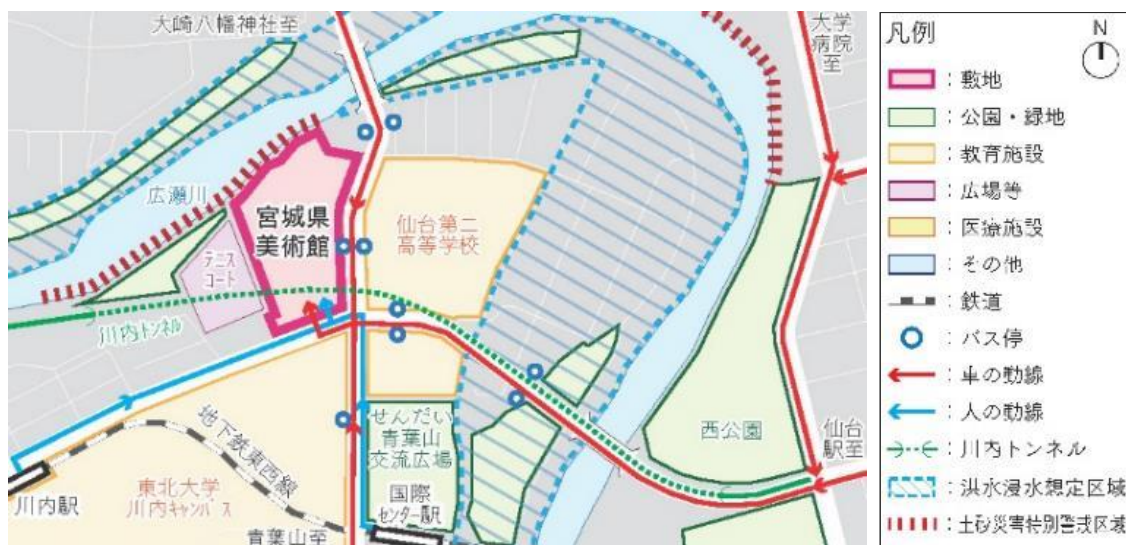 大崎八幡神社至
大学
病院
至
広瀬川
宮城県
美術館
テニス
コート
仙台第二
高等学校
川内トンネル
せんだい
青葉山
交流広場
西公園
仙台
駅至
地下鉄東西線
川内駅
東北大学
川内キャンパス
国際
センター駅
青葉山至
凡例
N
：敷地
：公園・緑地
：教育施設
：広場等
：医療施設
：その他
：鉄道
：バス停
：車の動線
：人の動線
：川内トンネル
：洪水浸水想定区域
：土砂災害特別警戒区域